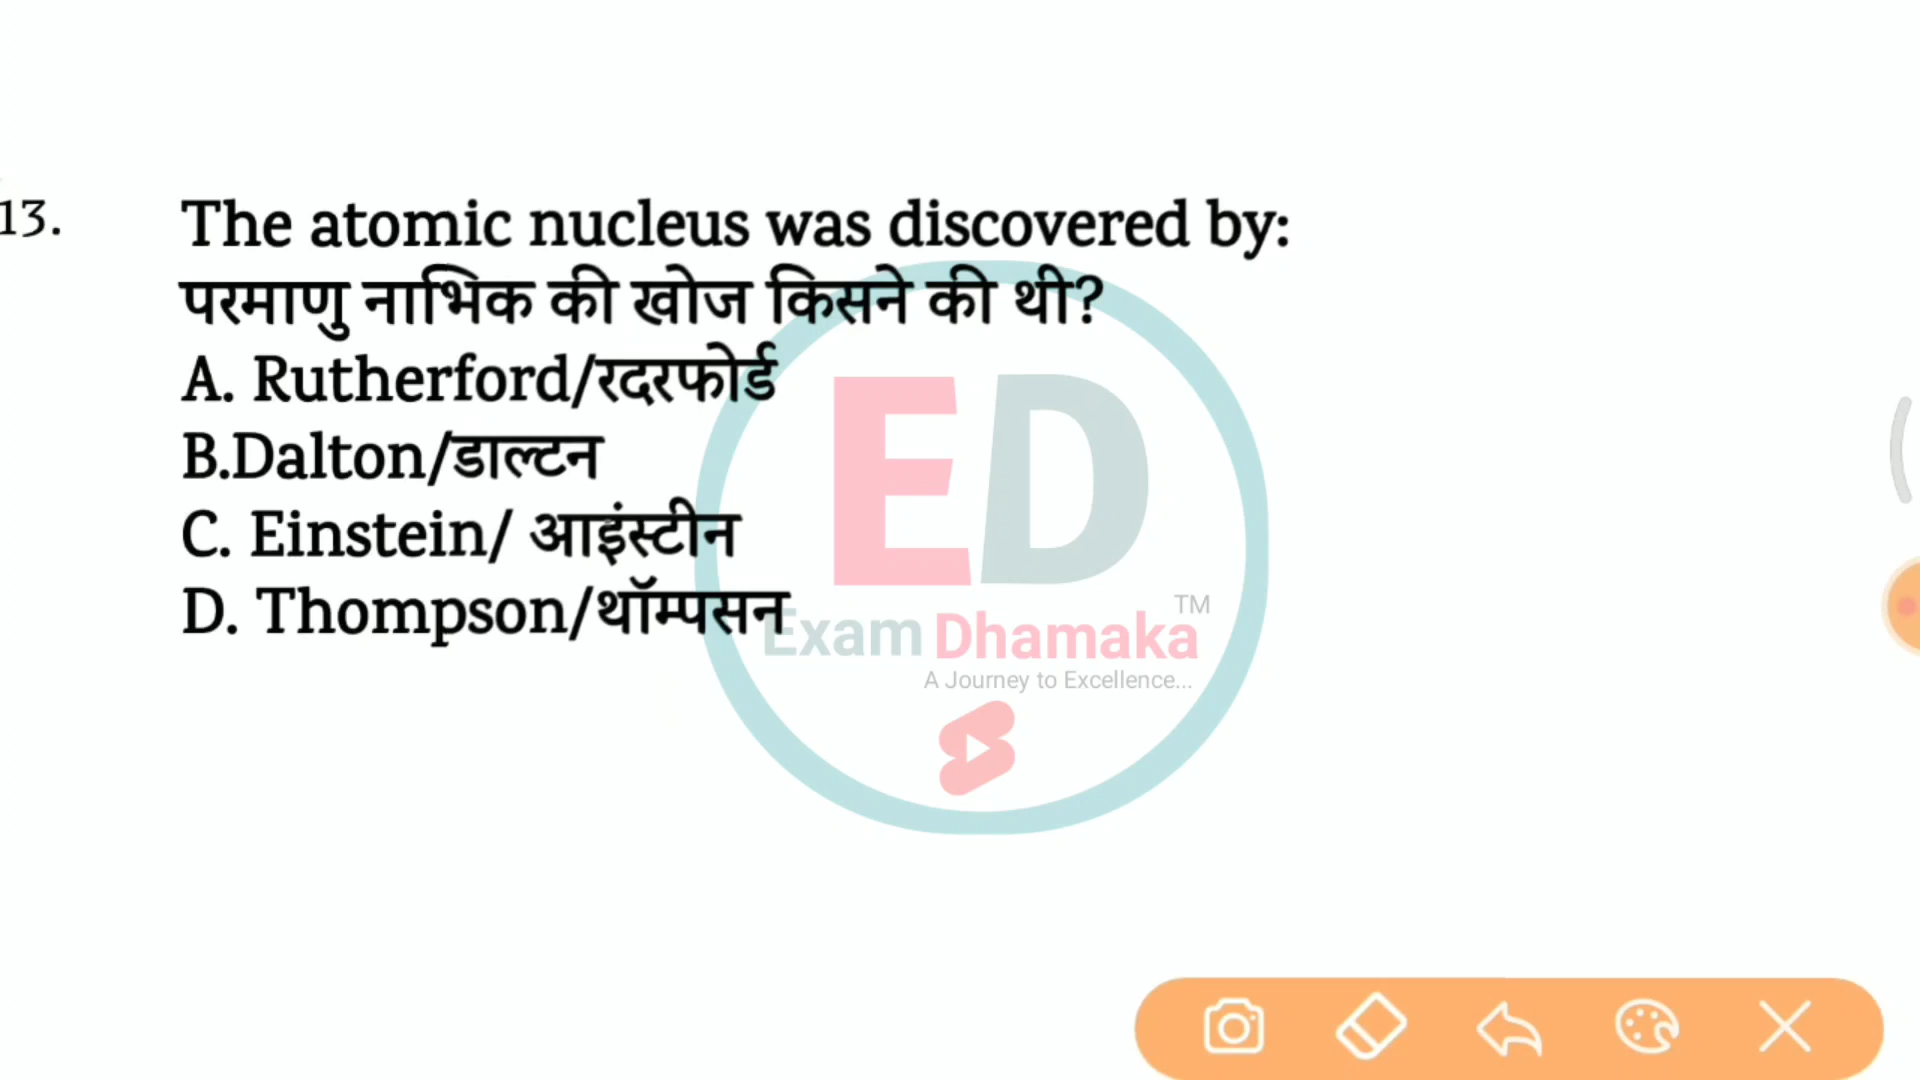 13. The atomic nucleus was discovered by:
परमाणु नाभिक की खोज किसने की थी?
A. Rutherford/रदरफोर्ड
B.Dalton/डाल्टन
C. Einstein/ आइंस्टीन
D. Thompson/थॉम्पसन
ED
TM
Exam Dhamaka
A Journey to Excellence...